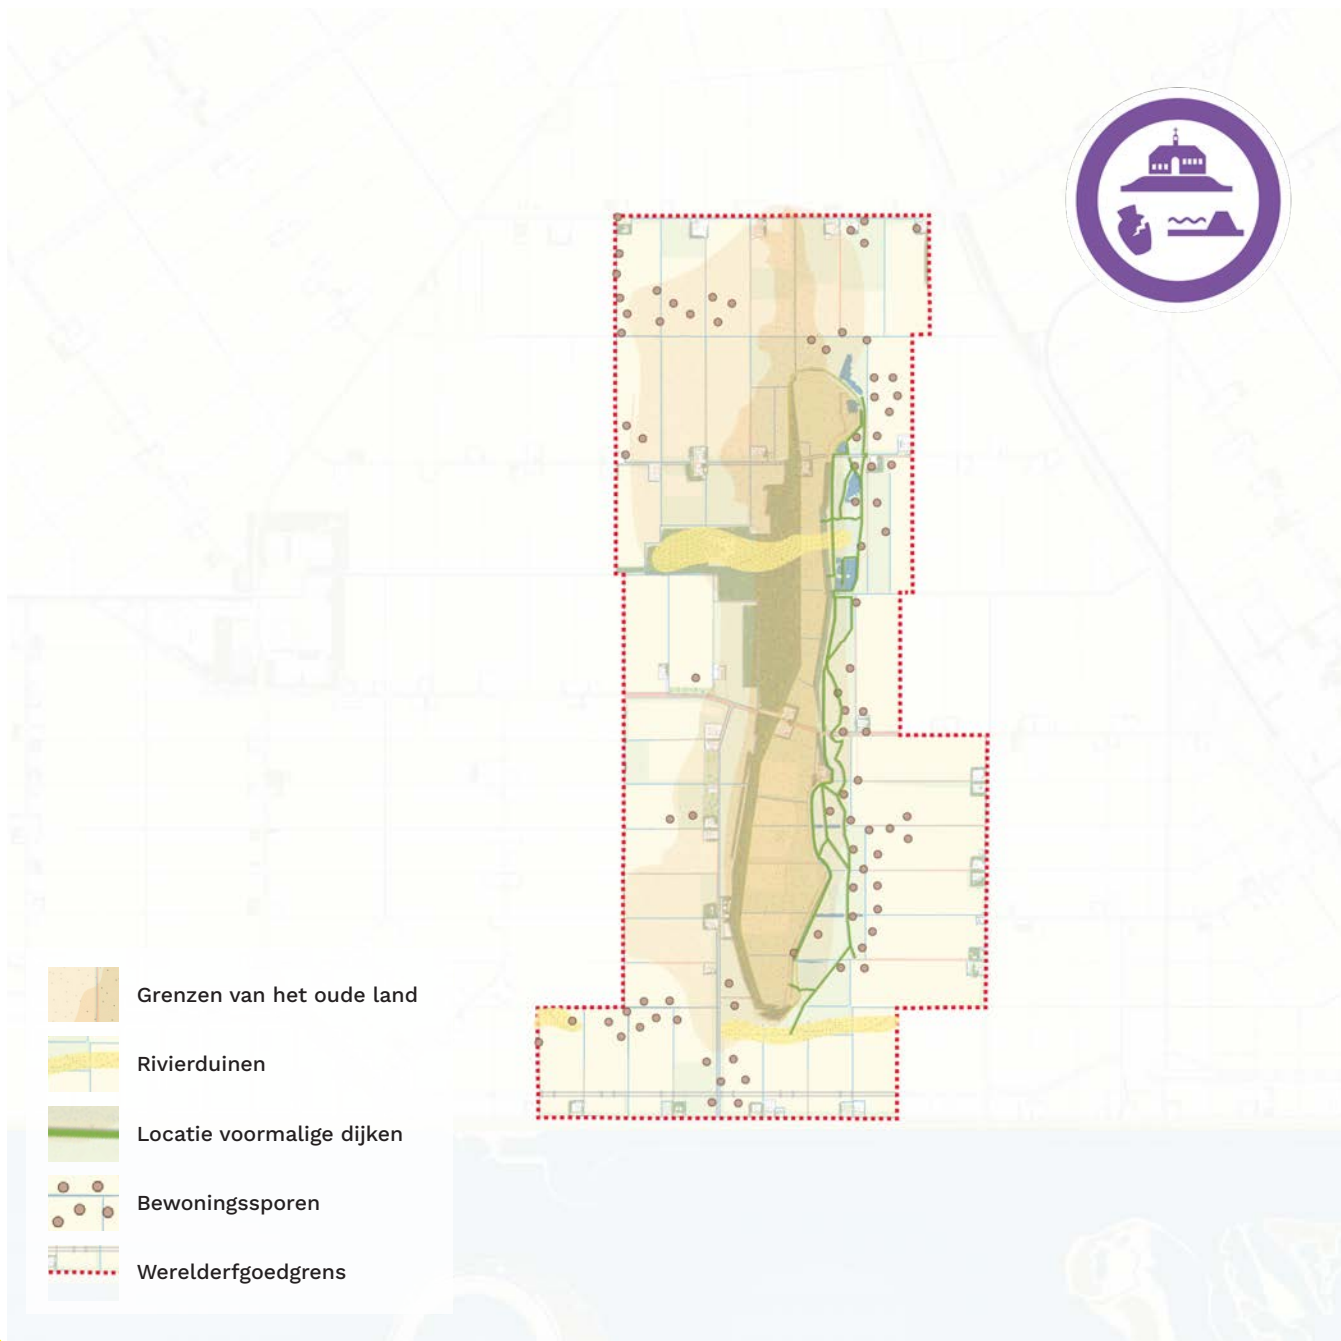 Grenzen van het oude land
Rivierduinen
Locatie voormalige dijken
Bewoningssporen
Werelderfgoedgrens